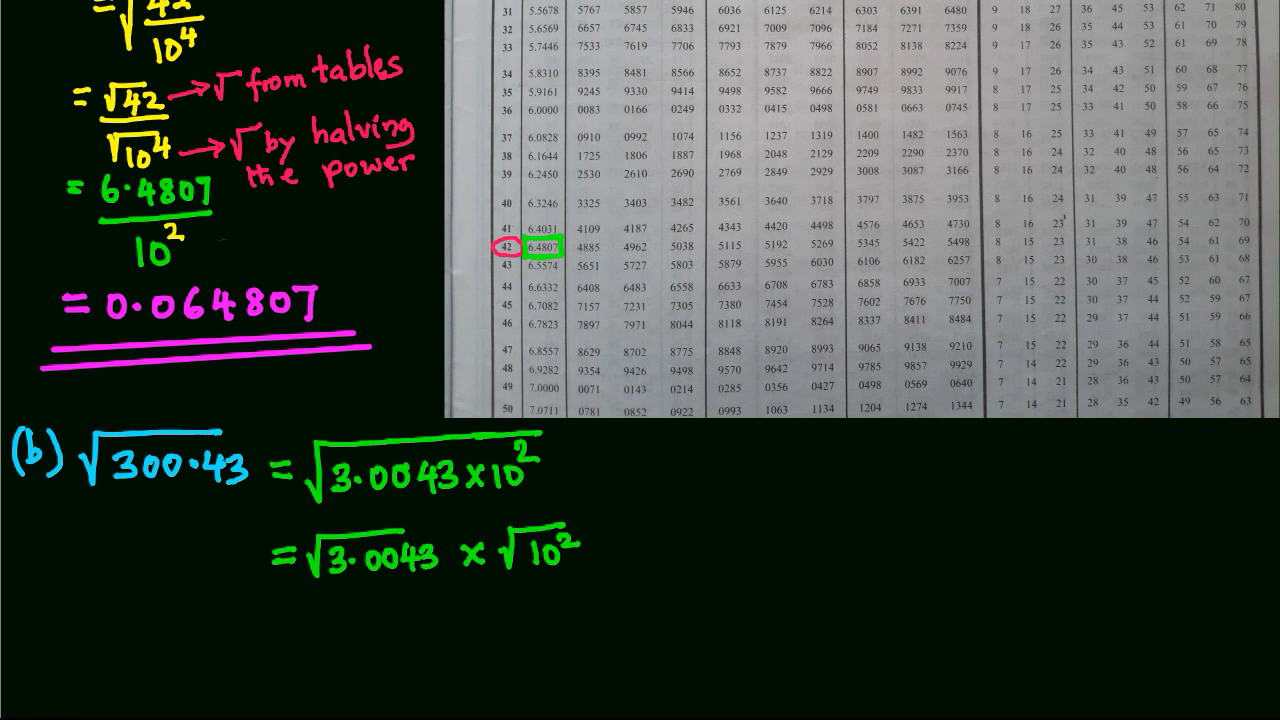 = √42/10⁴
= √42/√10⁴ → √ from tables
→ √ by halving the power
= 6.4807/10²
= 0.064807
31 5.5678 5767 5857 5946 6036 6125 6214 6303 6391 6480 9 18 27 36 45 53 62 71 80
32 5.6569 6657 6745 6833 6921 7009 7096 7184 7271 7359 9 18 26 35 44 53 61 70 79
33 5.7446 7533 7619 7706 7793 7879 7966 8052 8138 8224 9 17 26 35 43 52 61 69 78
34 5.8310 8395 8481 8566 8652 8737 8822 8907 8992 9076 9 17 26 34 43 51 60 68 77
35 5.9161 9245 9330 9414 9498 9582 9666 9749 9833 9917 8 17 25 34 42 50 59 67 76
36 6.0000 0083 0166 0249 0332 0415 0498 0581 0663 0745 8 17 25 33 41 50 58 66 75
37 6.0828 0910 0992 1074 1156 1237 1319 1400 1482 1563 8 16 25 33 41 49 57 65 74
38 6.1644 1725 1806 1887 1968 2048 2129 2209 2290 2370 8 16 24 32 40 48 56 65 73
39 6.2450 2530 2610 2690 2769 2849 2929 3008 3087 3166 8 16 24 32 40 48 56 64 72
40 6.3246 3325 3403 3482 3561 3640 3718 3797 3875 3953 8 16 24 31 39 47 55 63 71
41 6.4031 4109 4187 4265 4343 4420 4498 4576 4653 4730 8 16 23 31 39 47 54 62 70
42 6.4807 4885 4962 5038 5115 5192 5269 5345 5422 5498 8 15 23 31 38 46 54 61 69
43 6.5574 5651 5727 5803 5879 5955 6030 6106 6182 6257 8 15 23 30 38 46 53 61 68
44 6.6332 6408 6483 6558 6633 6708 6783 6858 6933 7007 7 15 22 30 37 45 52 60 67
45 6.7082 7157 7231 7305 7380 7454 7528 7602 7676 7750 7 15 22 30 37 44 52 59 67
46 6.7823 7897 7971 8044 8118 8191 8264 8337 8411 8484 7 15 22 29 37 44 51 59 66
47 6.8557 8629 8702 8775 8848 8920 8993 9065 9138 9210 7 15 22 29 36 44 51 58 65
48 6.9282 9354 9426 9498 9570 9642 9714 9785 9857 9929 7 14 22 29 36 43 50 57 65
49 7.0000 0071 0143 0214 0285 0356 0427 0498 0569 0640 7 14 21 28 36 43 50 57 64
50 7.0711 0781 0852 0922 0993 1063 1134 1204 1274 1344 7 14 21 28 35 42 49 56 63
(b) √300.43 = √3.0043 × 10²
= √3.0043 × √10²